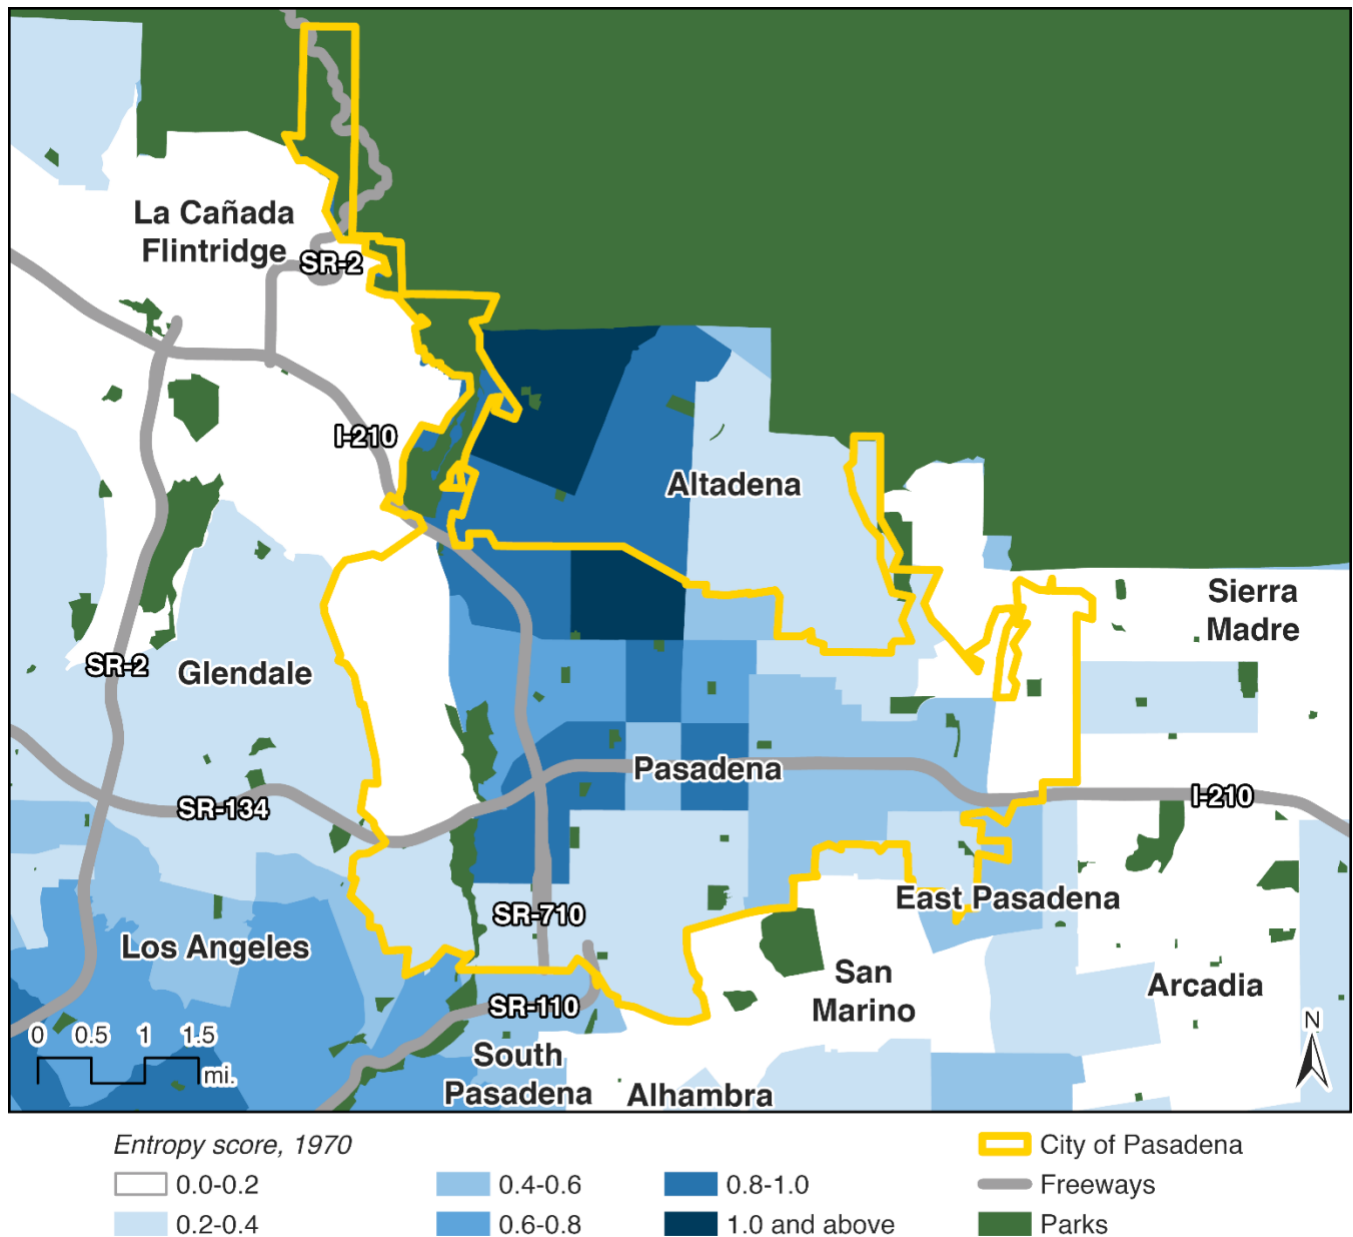 La Cañada
Flintridge
SR-2
I-210
Altadena
Sierra
Madre
SR-2
Glendale
Pasadena
I-210
SR-134
East Pasadena
SR-710
Los Angeles
San
Marino
Arcadia
SR-110
N
0 0.5 1 1.5
mi.
South
Pasadena
Alhambra
Entropy score, 1970
0.0-0.2
0.2-0.4
0.4-0.6
0.6-0.8
0.8-1.0
1.0 and above
City of Pasadena
Freeways
Parks